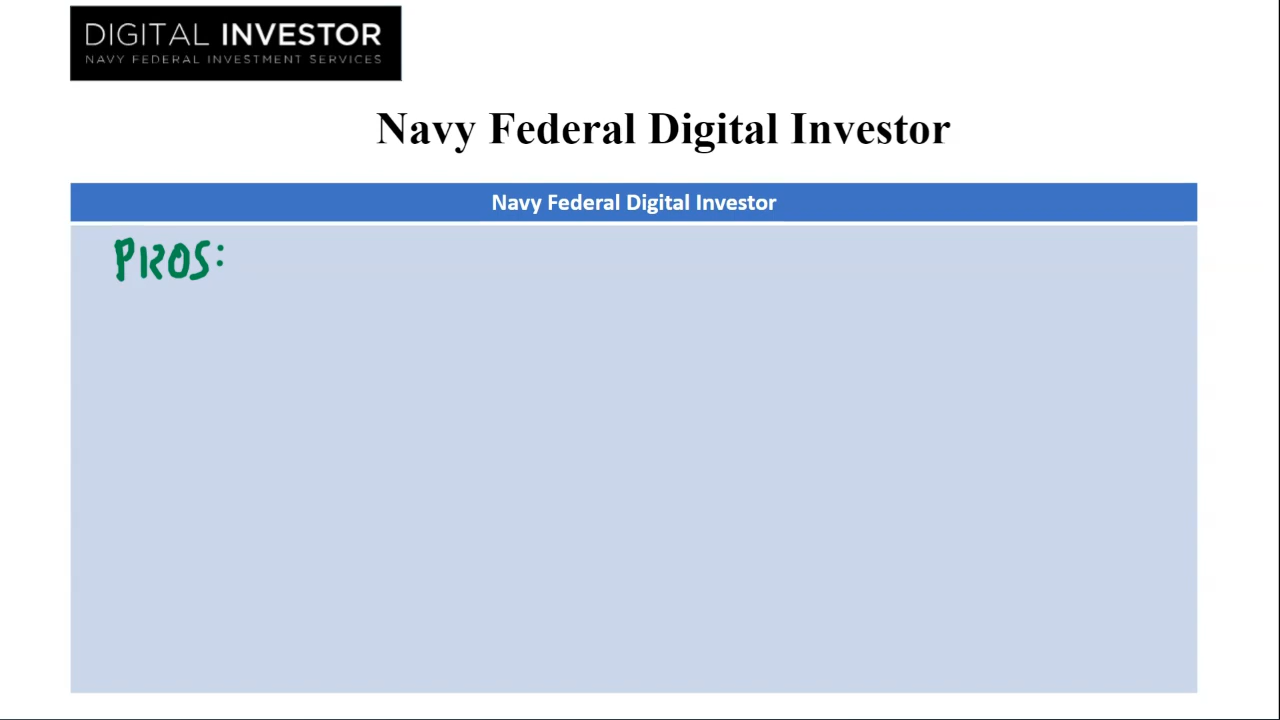 DIGITAL INVESTOR
NAVY FEDERAL INVESTMENT SERVICES
Navy Federal Digital Investor
Navy Federal Digital Investor
PROS: